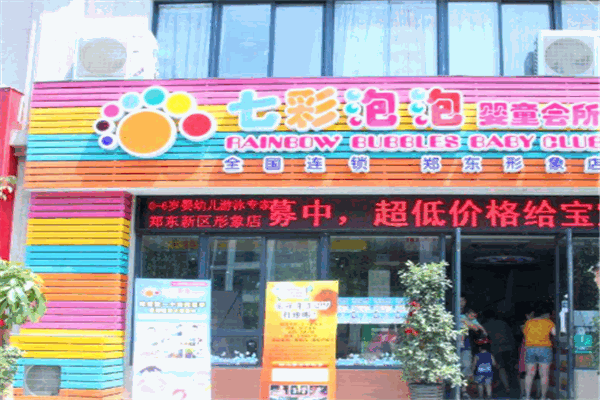 七彩泡泡 婴童会所
RAINBOW BUBBLES BABY CLUB
全国连锁 郑东形象店
0-6岁婴幼儿游泳专家
郑东新区形象店
募中，超低价格给宝